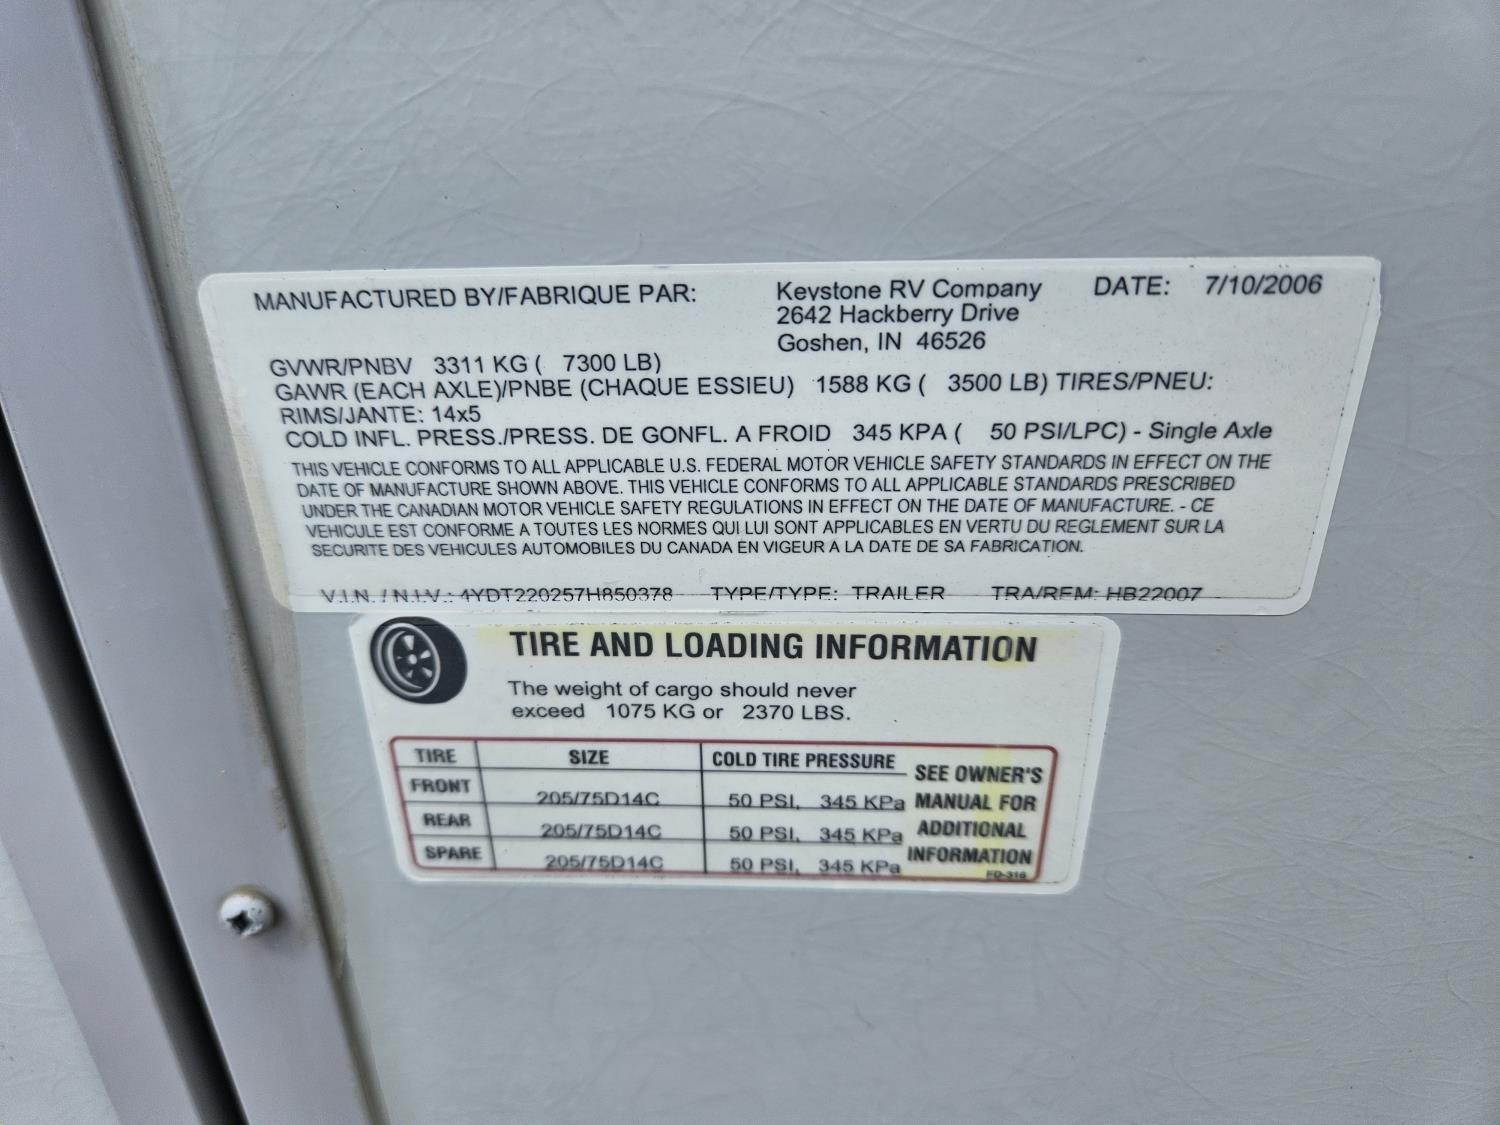 MANUFACTURED BY/FABRIQUE PAR: Keystone RV Company DATE: 7/10/2006
2642 Hackberry Drive
Goshen, IN 46526
GVWR/PNBV 3311 KG ( 7300 LB)
GAWR (EACH AXLE)/PNBE (CHAQUE ESSIEU) 1588 KG ( 3500 LB) TIRES/PNEU:
RIMS/JANTE: 14x5
COLD INFL. PRESS./PRESS. DE GONFL. A FROID 345 KPA ( 50 PSI/LPC) - Single Axle
THIS VEHICLE CONFORMS TO ALL APPLICABLE U.S. FEDERAL MOTOR VEHICLE SAFETY STANDARDS IN EFFECT ON THE
DATE OF MANUFACTURE SHOWN ABOVE. THIS VEHICLE CONFORMS TO ALL APPLICABLE STANDARDS PRESCRIBED
UNDER THE CANADIAN MOTOR VEHICLE SAFETY REGULATIONS IN EFFECT ON THE DATE OF MANUFACTURE. - CE
VEHICULE EST CONFORME A TOUTES LES NORMES QUI LUI SONT APPLICABLES EN VERTU DU REGLEMENT SUR LA
SECURITE DES VEHICULES AUTOMOBILES DU CANADA EN VIGEUR A LA DATE DE SA FABRICATION.
V.I.N. / N.I.V.: 4YDT220257H850378 TYPE/TYPE: TRAILER TRA/REM: HB22007
TIRE AND LOADING INFORMATION
The weight of cargo should never
exceed 1075 KG or 2370 LBS.
TIRE SIZE COLD TIRE PRESSURE
FRONT 205/75D14C 50 PSI, 345 KPa
REAR 205/75D14C 50 PSI, 345 KPa
SPARE 205/75D14C 50 PSI, 345 KPa
SEE OWNER'S
MANUAL FOR
ADDITIONAL
INFORMATION
FD-316